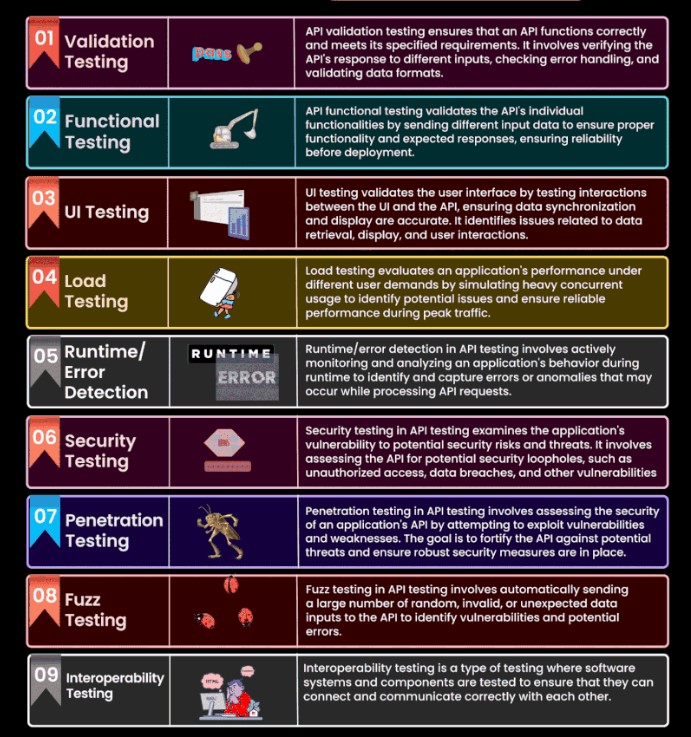 01
Validation
Testing
pass
API validation testing ensures that an API functions correctly
and meets its specified requirements. It involves verifying the
API's response to different inputs, checking error handling, and
validating data formats.
02
Functional
Testing
API functional testing validates the API's individual
functionalities by sending different input data to ensure proper
functionality and expected responses, ensuring reliability
before deployment.
03
UI Testing
UI testing validates the user interface by testing interactions
between the UI and the API, ensuring data synchronization
and display are accurate. It identifies issues related to data
retrieval, display, and user interactions.
04
Load
Testing
Load testing evaluates an application's performance under
different user demands by simulating heavy concurrent
usage to identify potential issues and ensure reliable
performance during peak traffic.
05
Runtime/
Error
Detection
RUNTIME
ERROR
Runtime/error detection in API testing involves actively
monitoring and analyzing an application's behavior during
runtime to identify and capture errors or anomalies that may
occur while processing API requests.
06
Security
Testing
Security testing in API testing examines the application's
vulnerability to potential security risks and threats. It involves
assessing the API for potential security loopholes, such as
unauthorized access, data breaches, and other vulnerabilities
07
Penetration
Testing
Penetration testing in API testing involves assessing the security
of an application's API by attempting to exploit vulnerabilities
and weaknesses. The goal is to fortify the API against potential
threats and ensure robust security measures are in place.
08
Fuzz
Testing
Fuzz testing in API testing involves automatically sending
a large number of random, invalid, or unexpected data
inputs to the API to identify vulnerabilities and potential
errors.
09
Interoperability
Testing
HTML
Interoperability testing is a type of testing where software
systems and components are tested to ensure that they can
connect and communicate correctly with each other.